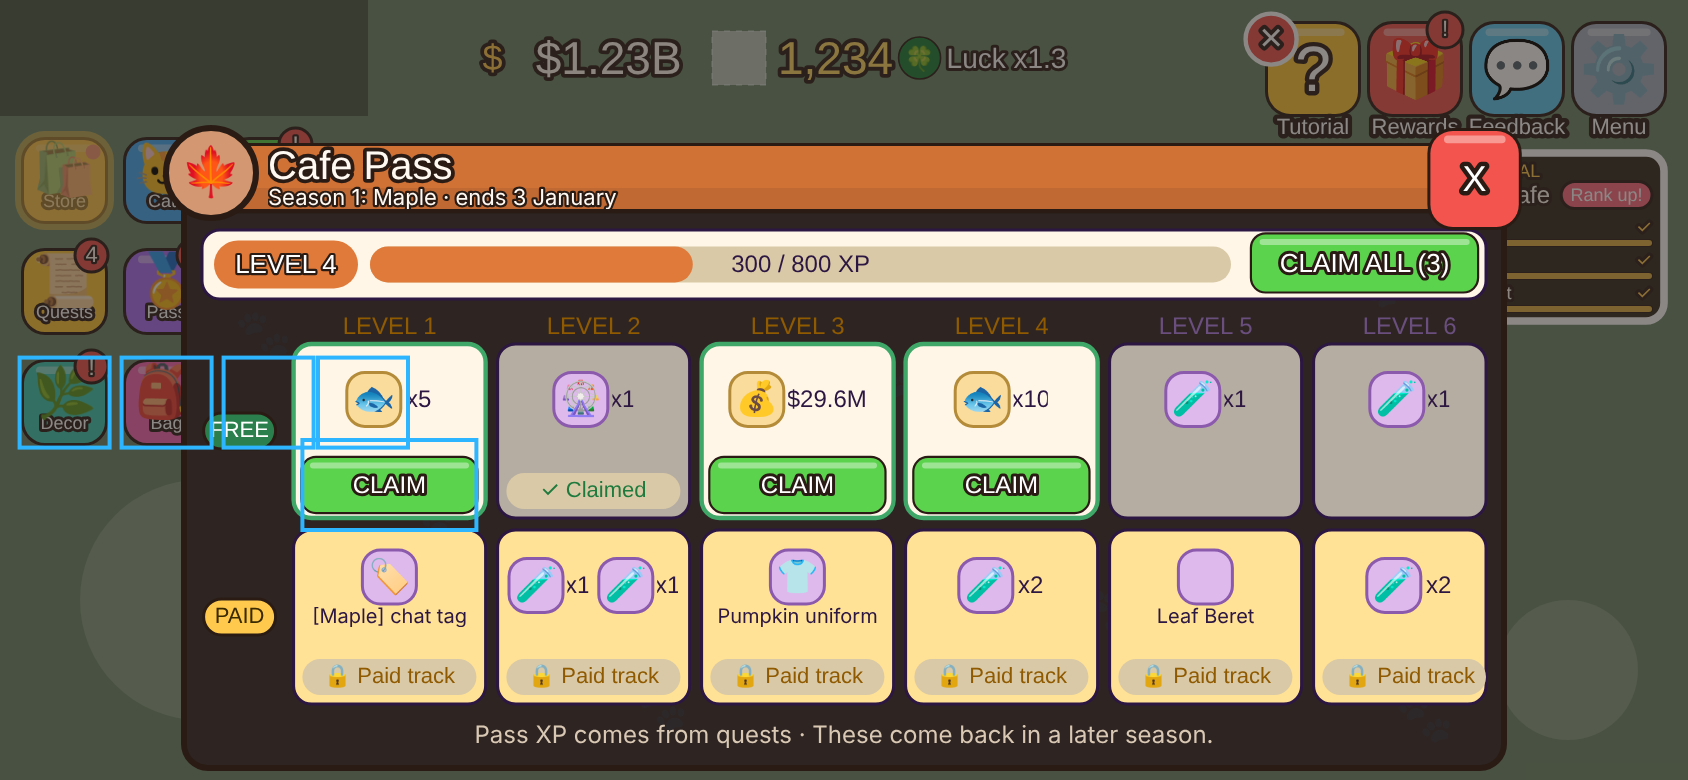 $ $1.23B 1,234 Luck x1.3
? !
Tutorial Rewards Feedback Menu
Store
Cafe Pass
Season 1: Maple · ends 3 January
X
Rank up!
4
Quests
LEVEL 4
300 / 800 XP
CLAIM ALL (3)
LEVEL 1 LEVEL 2 LEVEL 3 LEVEL 4 LEVEL 5 LEVEL 6
!
Decor
Bag
FREE
x5 x1 $29.6M x10 x1 x1
CLAIM ✓ Claimed CLAIM CLAIM
PAID
x1 x1 x2 x2
[Maple] chat tag Pumpkin uniform Leaf Beret
Paid track Paid track Paid track Paid track Paid track Paid track
Pass XP comes from quests · These come back in a later season.